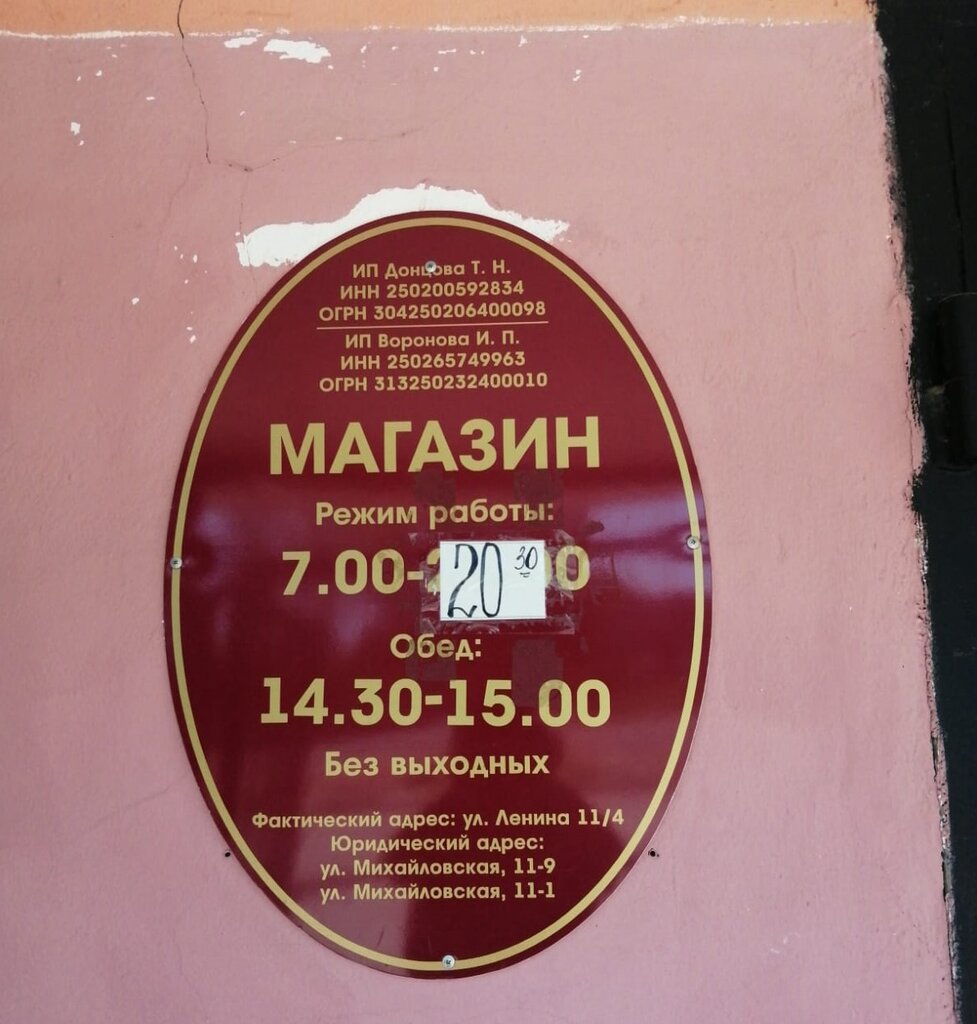 ИП Донцова Т. Н.
ИНН 250200592834
ОГРН 304250206400098
ИП Воронова И. П.
ИНН 250265749963
ОГРН 313250232400010
МАГАЗИН
Режим работы:
7.00-20 30
Обед:
14.30-15.00
Без выходных
Фактический адрес: ул. Ленина 11/4
Юридический адрес:
ул. Михайловская, 11-9
ул. Михайловская, 11-1